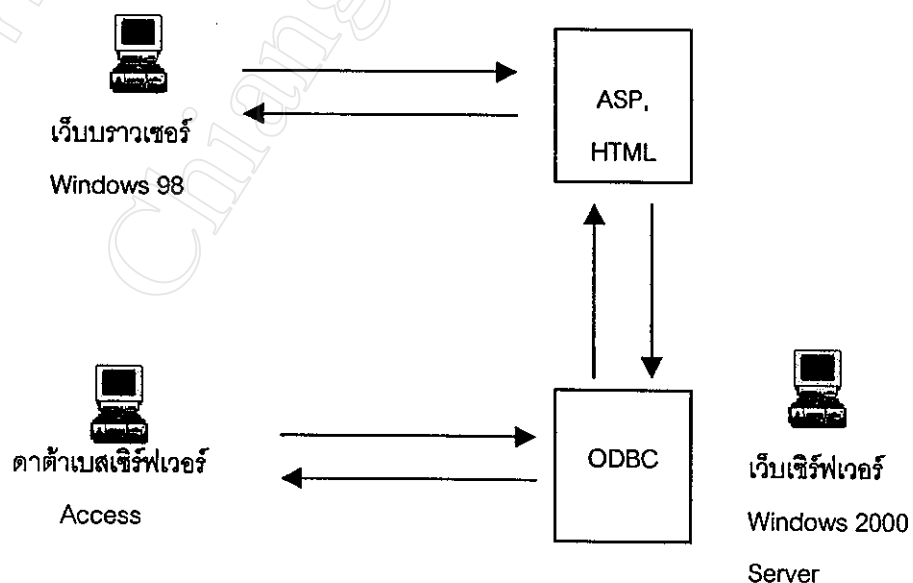 Chiang
ASP,
HTML
เว็บบราวเซอร์
Windows 98
ดาต้าเบสเซิร์ฟเวอร์
Access
ODBC
เว็บเซิร์ฟเวอร์
Windows 2000
Server